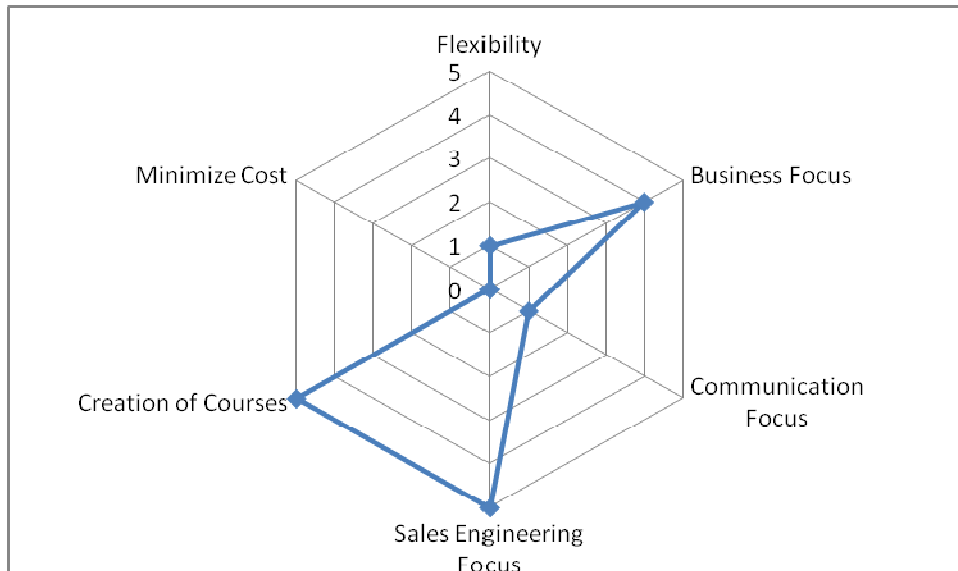 Flexibility
5
4
3
2
1
0
Minimize Cost
Business Focus
Creation of Courses
Communication
Focus
Sales Engineering
Focus